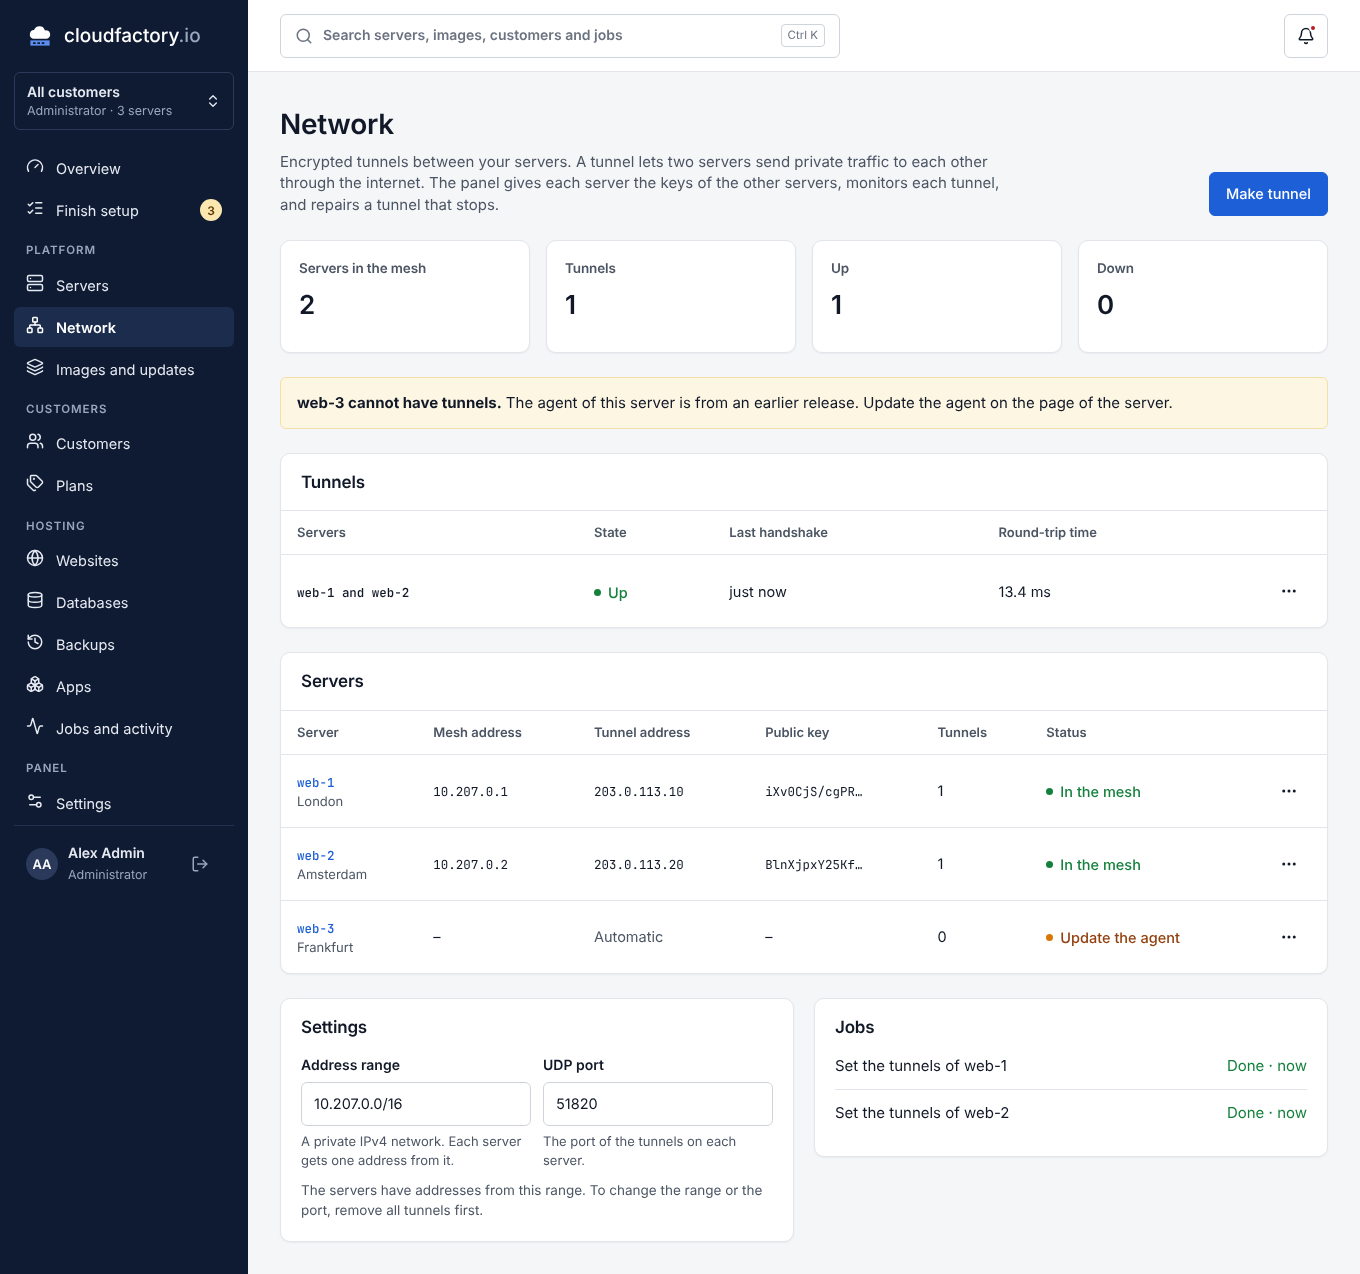 cloudfactory.io
Search servers, images, customers and jobs
Ctrl K
All customers
Administrator · 3 servers
Overview
Finish setup
3
PLATFORM
Servers
Network
Images and updates
CUSTOMERS
Customers
Plans
HOSTING
Websites
Databases
Backups
Apps
Jobs and activity
PANEL
Settings
AA
Alex Admin
Administrator
Network
Encrypted tunnels between your servers. A tunnel lets two servers send private traffic to each other
through the internet. The panel gives each server the keys of the other servers, monitors each tunnel,
and repairs a tunnel that stops.
Make tunnel
Servers in the mesh
2
Tunnels
1
Up
1
Down
0
web-3 cannot have tunnels. The agent of this server is from an earlier release. Update the agent on the page of the server.
Tunnels
Servers State Last handshake Round-trip time
web-1 and web-2 Up just now 13.4 ms
Servers
Server Mesh address Tunnel address Public key Tunnels Status
web-1
London
10.207.0.1 203.0.113.10 iXv0CjS/cgPR… 1 In the mesh
web-2
Amsterdam
10.207.0.2 203.0.113.20 BlnXjpxY25Kf… 1 In the mesh
web-3
Frankfurt
– Automatic – 0 Update the agent
Settings
Address range
10.207.0.0/16
A private IPv4 network. Each server
gets one address from it.
UDP port
51820
The port of the tunnels on each
server.
The servers have addresses from this range. To change the range or the
port, remove all tunnels first.
Jobs
Set the tunnels of web-1 Done · now
Set the tunnels of web-2 Done · now